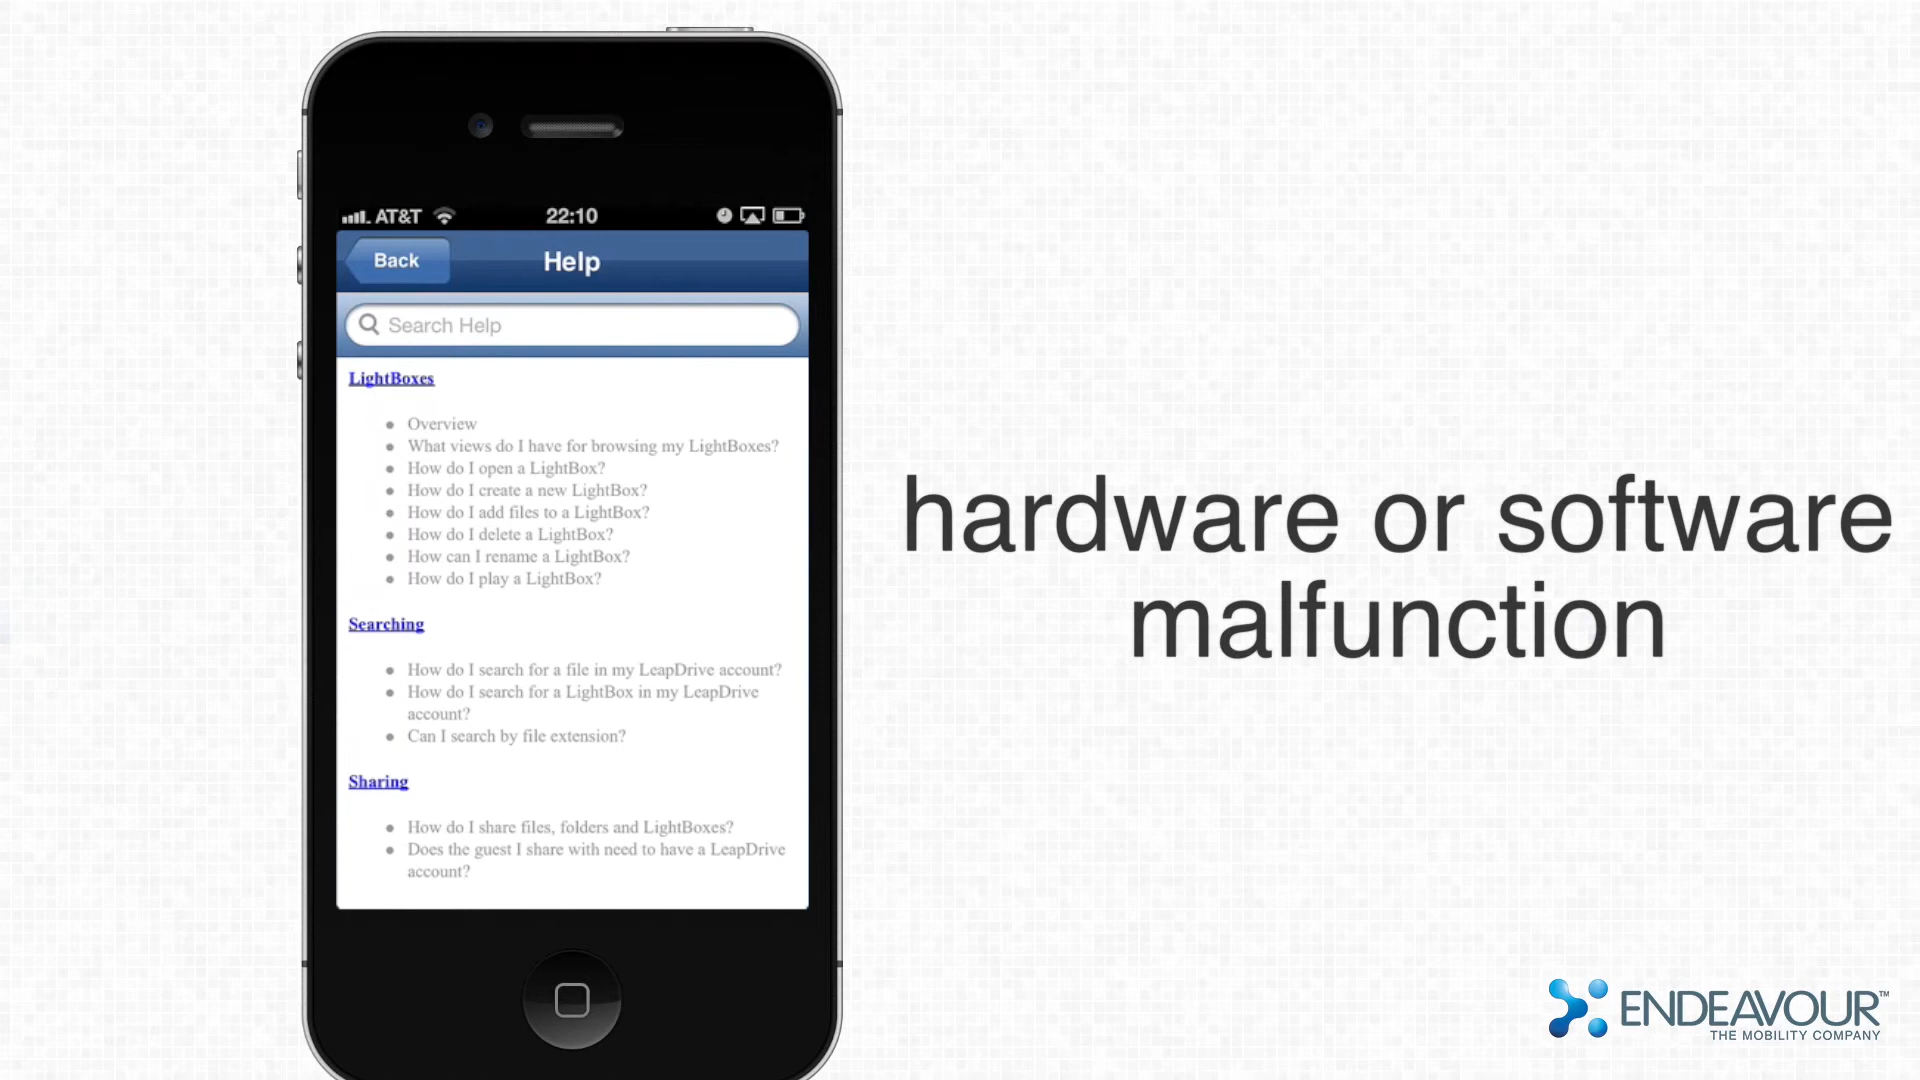 AT&T 22:10
Back Help
Search Help
LightBoxes
Overview
What views do I have for browsing my LightBoxes?
How do I open a LightBox?
How do I create a new LightBox?
How do I add files to a LightBox?
How do I delete a LightBox?
How can I rename a LightBox?
How do I play a LightBox?
Searching
How do I search for a file in my LeapDrive account?
How do I search for a LightBox in my LeapDrive
account?
Can I search by file extension?
Sharing
How do I share files, folders and LightBoxes?
Does the guest I share with need to have a LeapDrive
account?
hardware or software
malfunction
ENDEAVOUR™
THE MOBILITY COMPANY